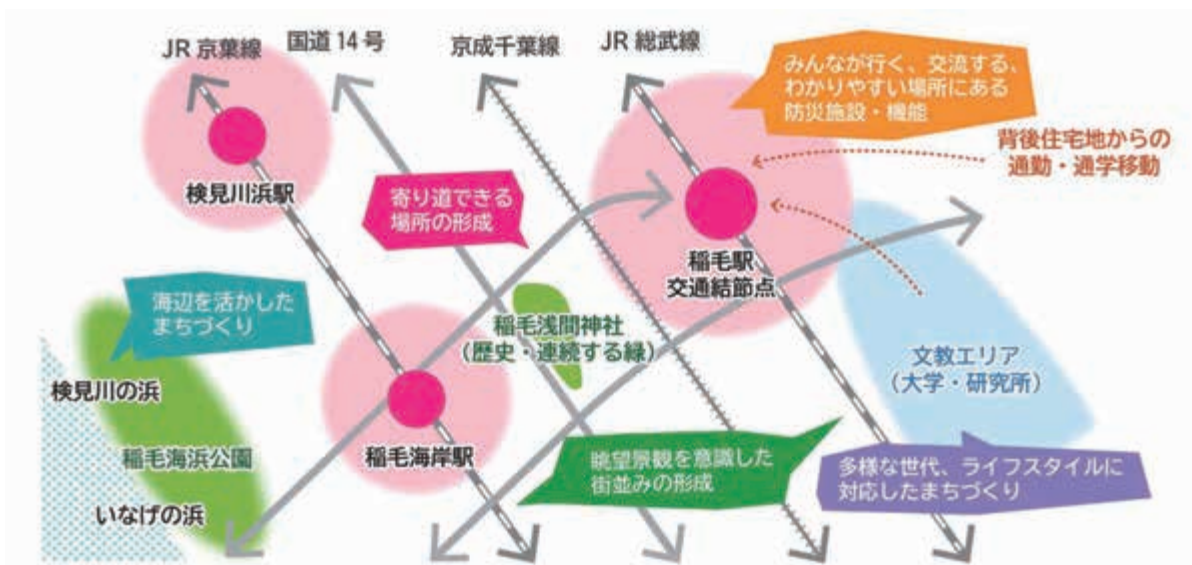 JR 京葉線
国道14号
京成千葉線
JR 総武線
みんなが行く、交流する、
わかりやすい場所にある
防災施設・機能
背後住宅地からの
通勤・通学移動
検見川浜駅
寄り道できる
場所の形成
稲毛駅
交通結節点
海辺を活かした
まちづくり
稲毛浅間神社
(歴史・連続する緑)
文教エリア
(大学・研究所)
検見川の浜
稲毛海浜公園
いなげの浜
稲毛海岸駅
眺望景観を意識した
街並みの形成
多様な世代、ライフスタイルに
対応したまちづくり